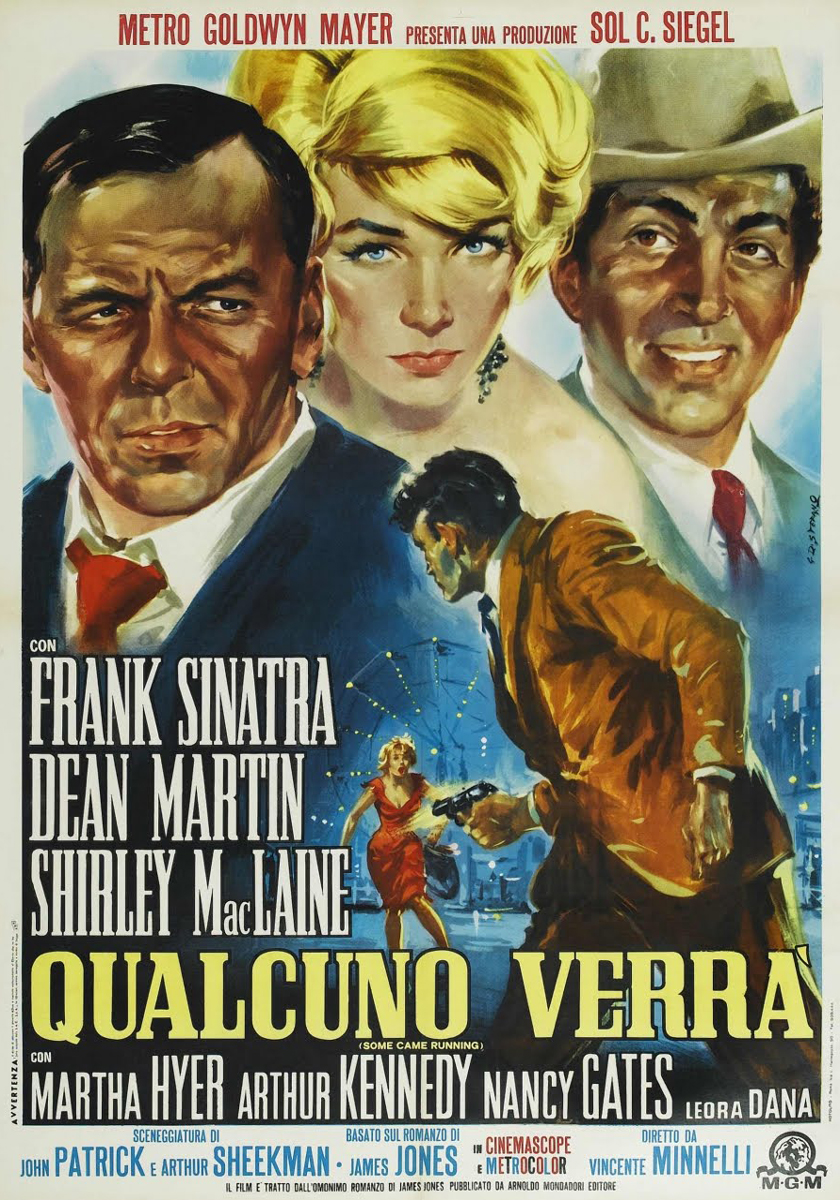 METRO GOLDWYN MAYER PRESENTA UNA PRODUZIONE SOL C. SIEGEL
CON
FRANK SINATRA
DEAN MARTIN
SHIRLEY MacLAINE
QUALCUNO VERRA'
(SOME CAME RUNNING)
CON
MARTHA HYER ARTHUR KENNEDY NANCY GATES LEORA DANA
SCENEGGIATURA DI
JOHN PATRICK E ARTHUR SHEEKMAN •
BASATO SUL ROMANZO DI
JAMES JONES
IN CINEMASCOPE
E METROCOLOR
DIRETTO DA
VINCENTE MINNELLI
M-G-M
IL FILM E' TRATTO DALL'OMONIMO ROMANZO DI JAMES JONES PUBBLICATO DA ARNOLDO MONDADORI EDITORE
AVVERTENZA